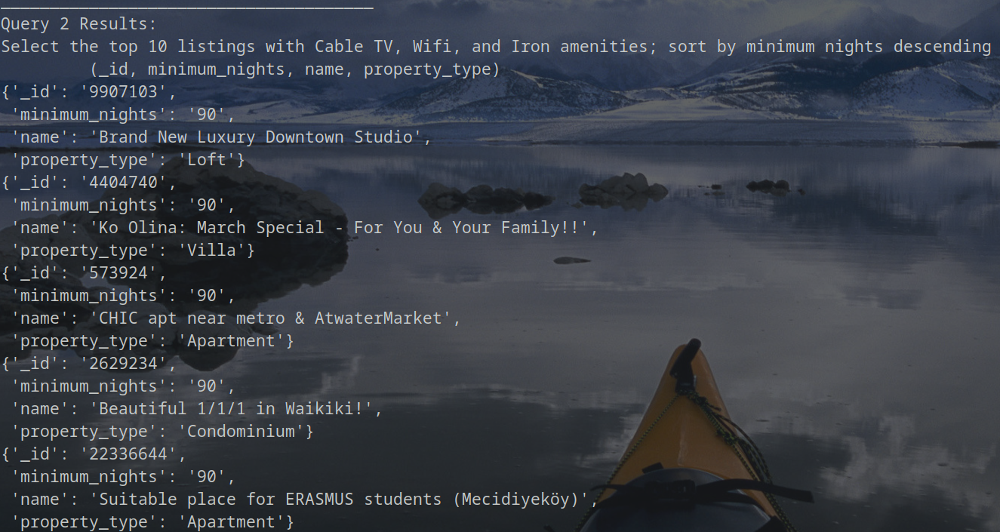 Query 2 Results:
Select the top 10 listings with Cable TV, Wifi, and Iron amenities; sort by minimum nights descending
(_id, minimum_nights, name, property_type)
{'_id': '9907103',
'minimum_nights': '90',
'name': 'Brand New Luxury Downtown Studio',
'property_type': 'Loft'}
{'_id': '4404740',
'minimum_nights': '90',
'name': 'Ko Olina: March Special - For You & Your Family!!',
'property_type': 'Villa'}
{'_id': '573924',
'minimum_nights': '90',
'name': 'CHIC apt near metro & AtwaterMarket',
'property_type': 'Apartment'}
{'_id': '2629234',
'minimum_nights': '90',
'name': 'Beautiful 1/1/1 in Waikiki!',
'property_type': 'Condominium'}
{'_id': '22336644',
'minimum_nights': '90',
'name': 'Suitable place for ERASMUS students (Mecidiyeköy)',
'property_type': 'Apartment'}